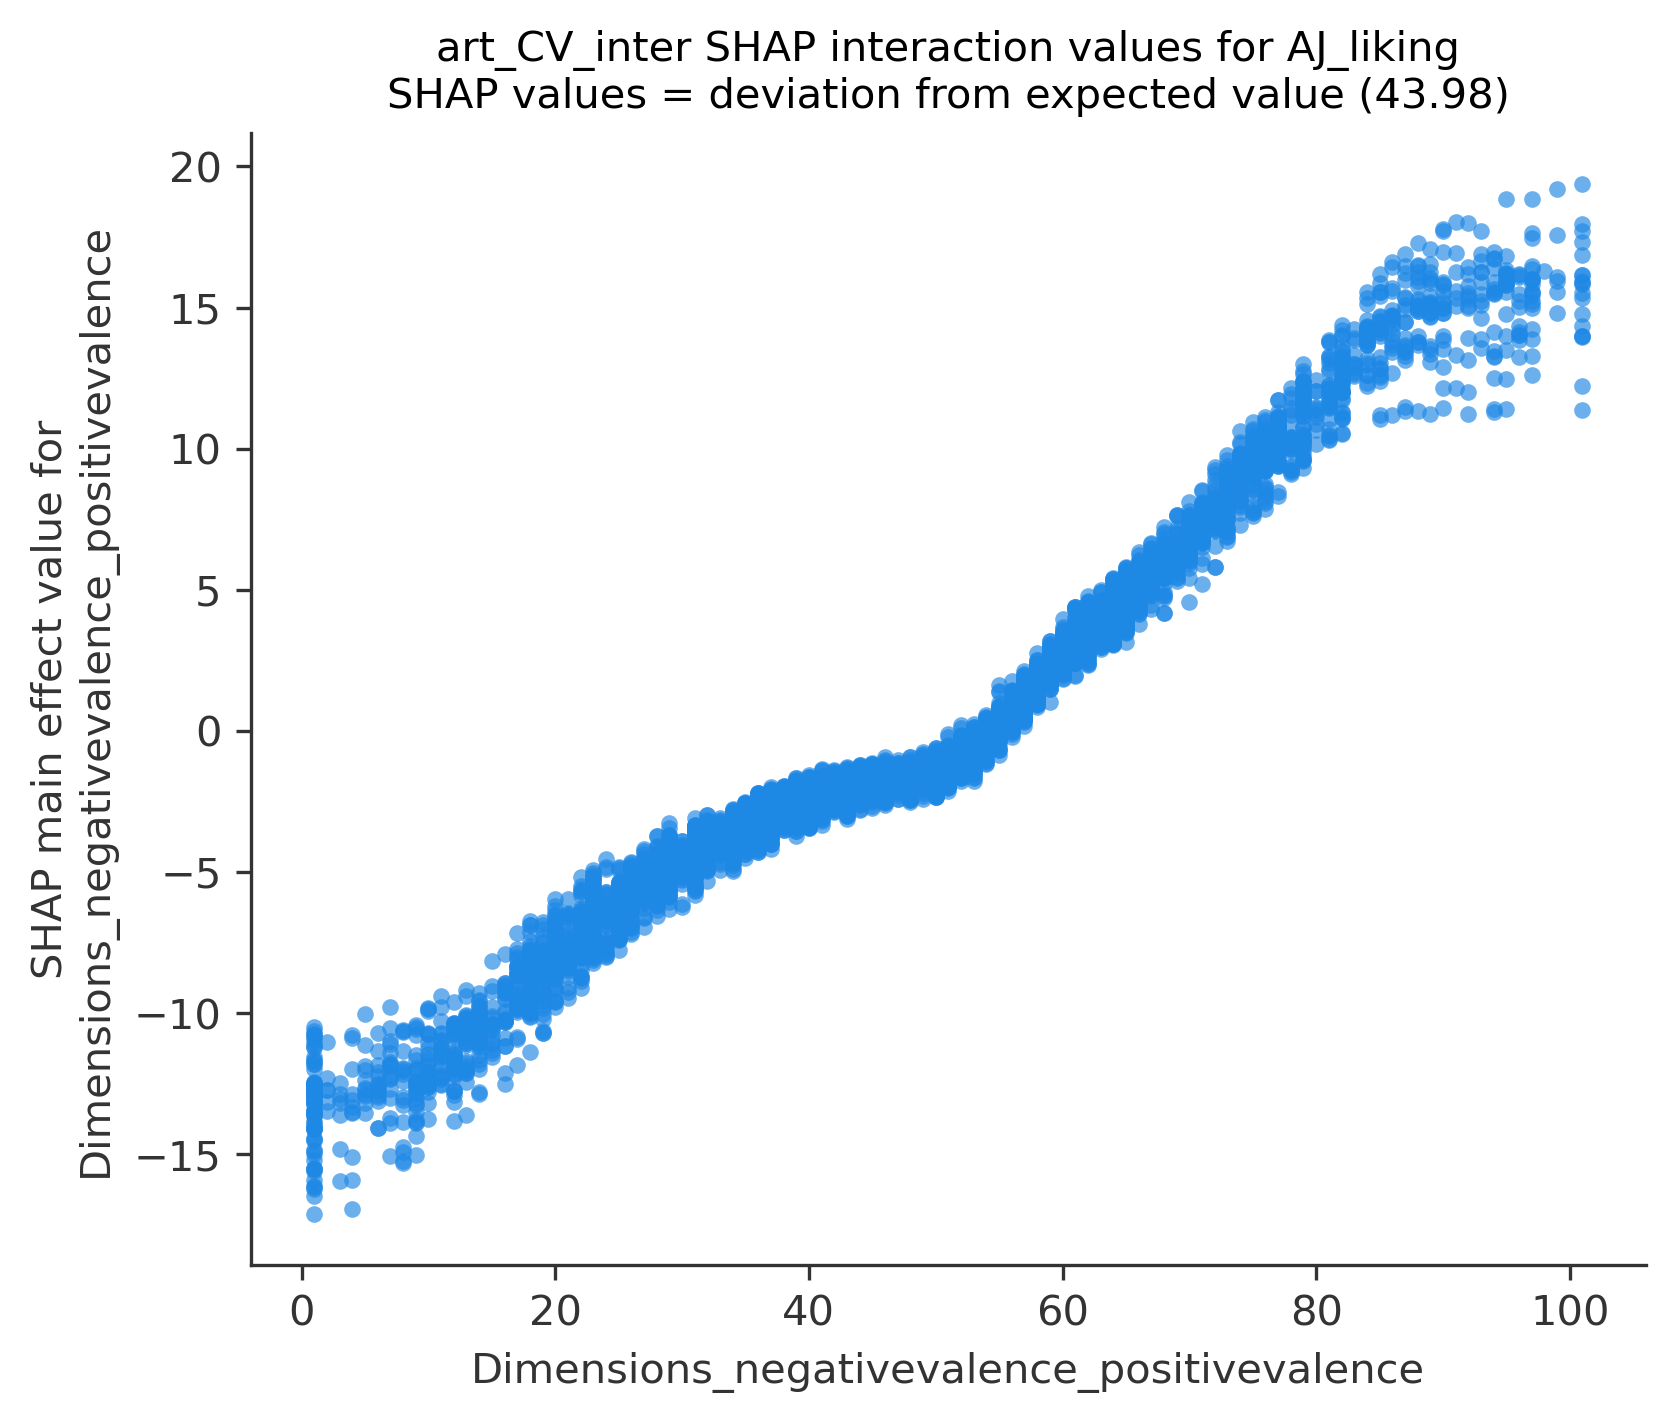 art_CV_inter SHAP interaction values for AJ_liking
SHAP values = deviation from expected value (43.98)
SHAP main effect value for
Dimensions_negativevalence_positivevalence
20
15
10
5
0
−5
−10
−15
0
20
40
60
80
100
Dimensions_negativevalence_positivevalence